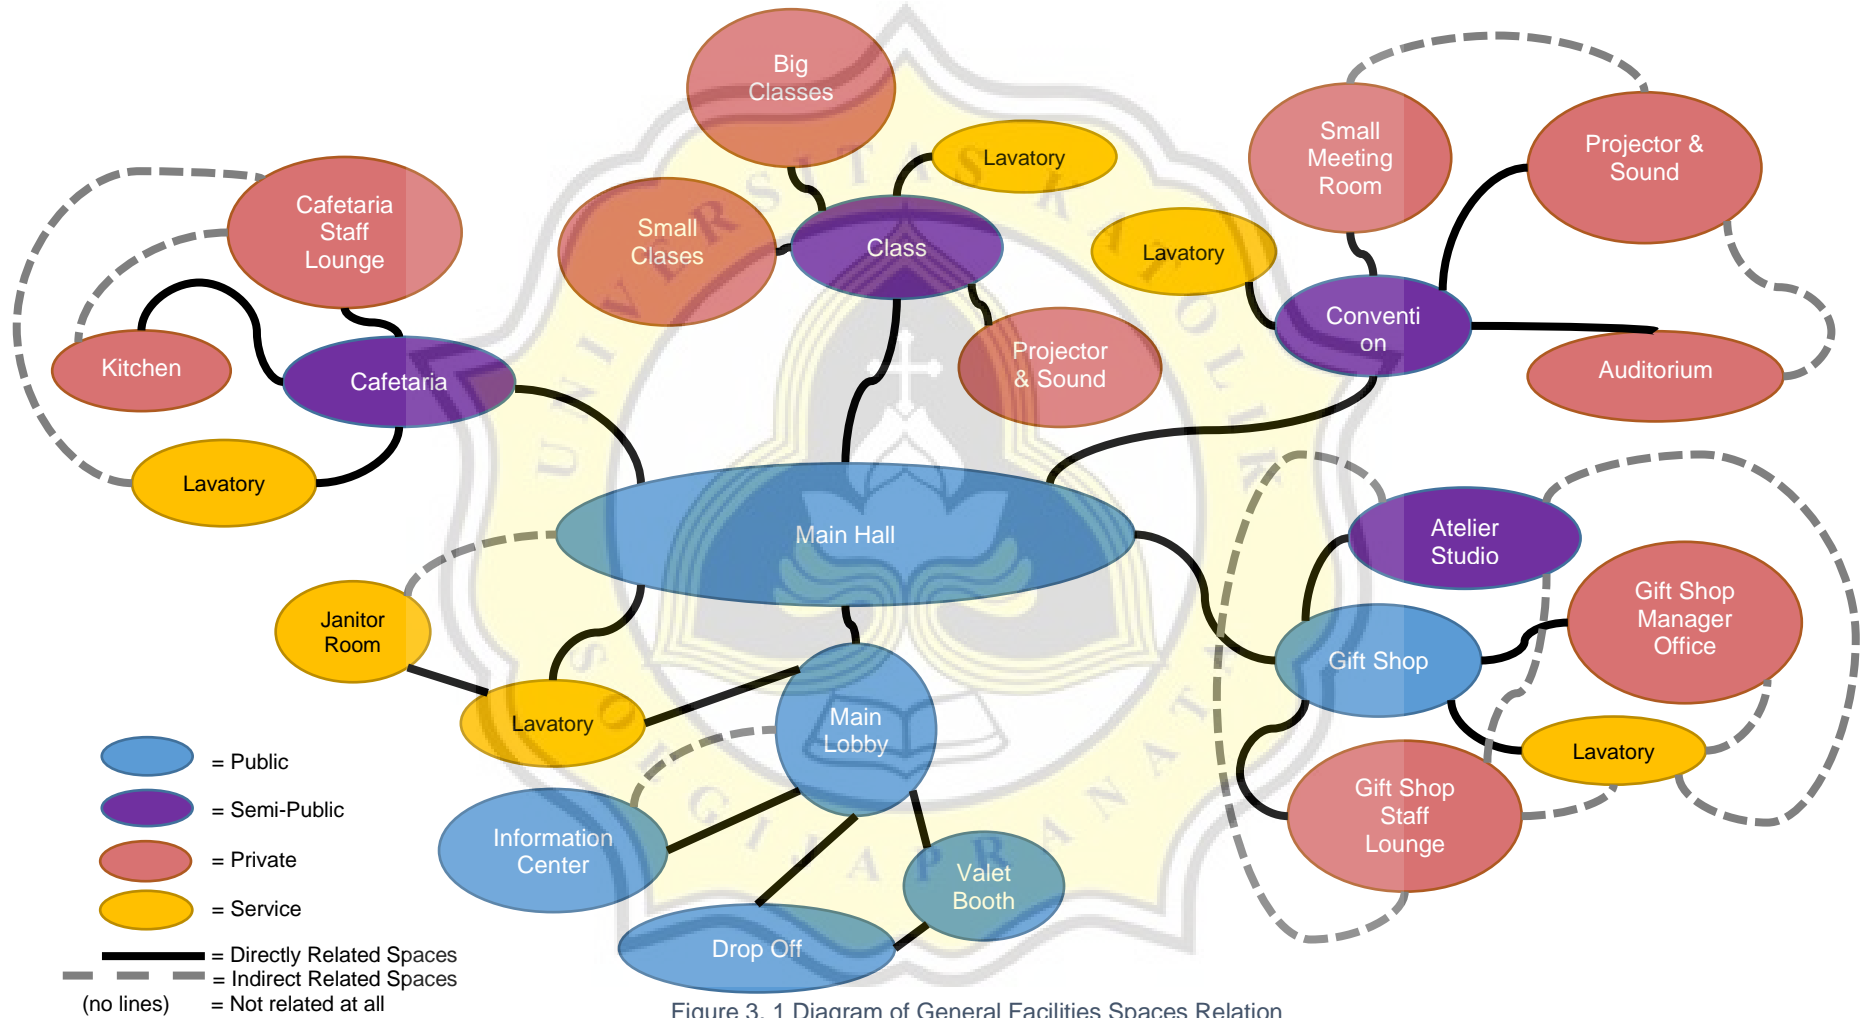 Big
Classes
Lavatory
Small
Meeting
Room
Projector &
Sound
Cafetaria
Staff
Lounge
Small
Clases
Class
Lavatory
Conventi
on
Projector
& Sound
Auditorium
Kitchen
Cafetaria
Lavatory
Main Hall
Atelier
Studio
Janitor
Room
Gift Shop
Manager
Office
Gift Shop
Lavatory
Main
Lobby
Lavatory
Gift Shop
Staff
Lounge
Information
Center
Valet
Booth
Drop Off
= Public
= Semi-Public
= Private
= Service
= Directly Related Spaces
= Indirect Related Spaces
(no lines) = Not related at all
Figure 3. 1 Diagram of General Facilities Spaces Relation
UNIVERSITAS KATOLIK
SOEGIJAPRANATA